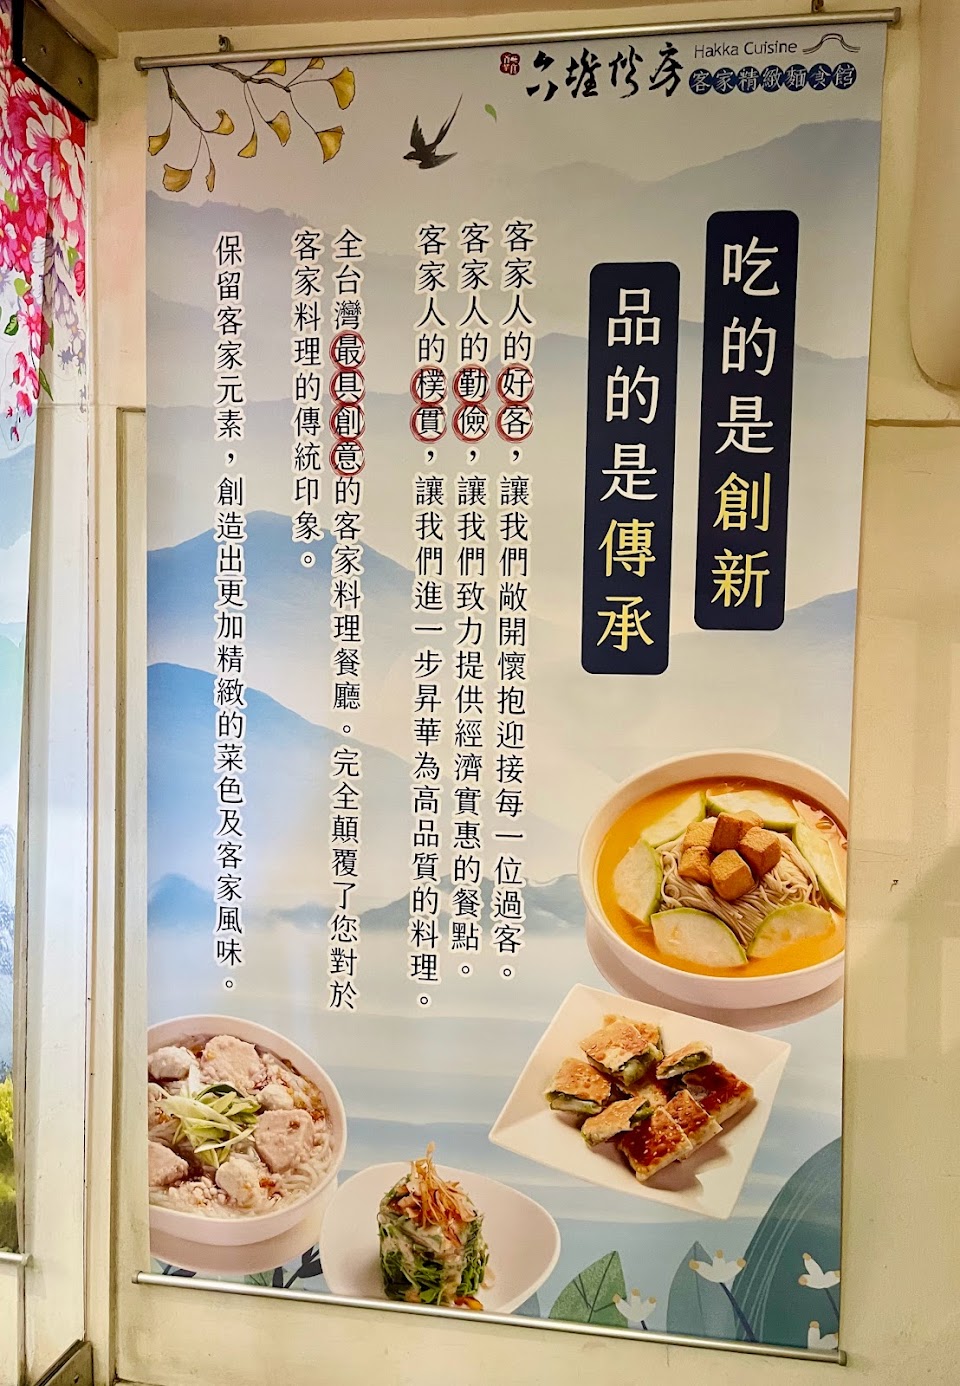 六堆伙房
Hakka Cuisine
客家精緻麵食館
吃的是創新
品的是傳承
客家人的好客，讓我們敞開懷抱迎接每一位過客。
客家人的勤儉，讓我們致力提供經濟實惠的餐點。
客家人的樸貫，讓我們進一步昇華為高品質的料理。
全台灣最具創意的客家料理餐廳。完全顛覆了您對於
客家料理的傳統印象。
保留客家元素，創造出更加精緻的菜色及客家風味。